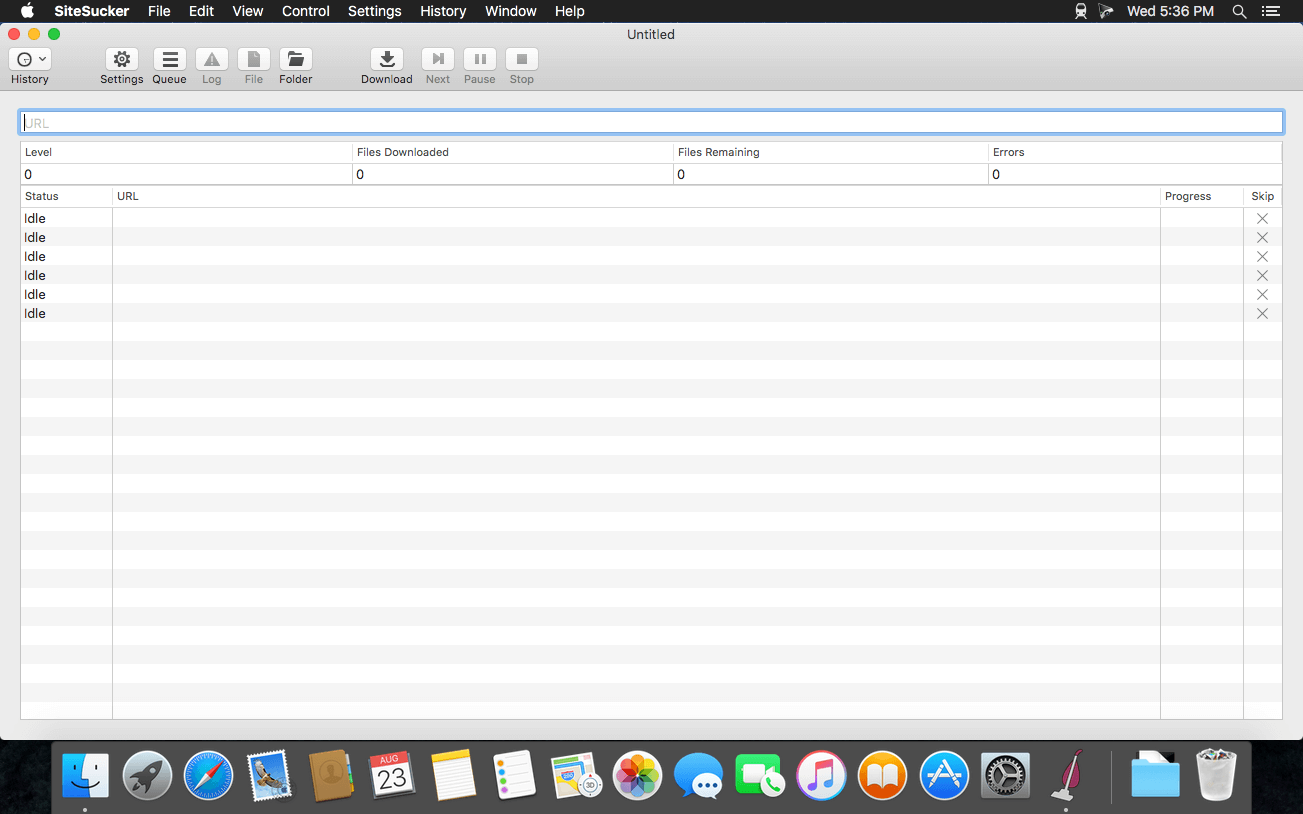 SiteSucker File Edit View Control Settings History Window Help Wed 5:36 PM
Untitled
History Settings Queue Log File Folder Download Next Pause Stop
URL
Level Files Downloaded Files Remaining Errors
0 0 0 0
Status URL Progress Skip
Idle
Idle
Idle
Idle
Idle
Idle
AUG
23
280
3D